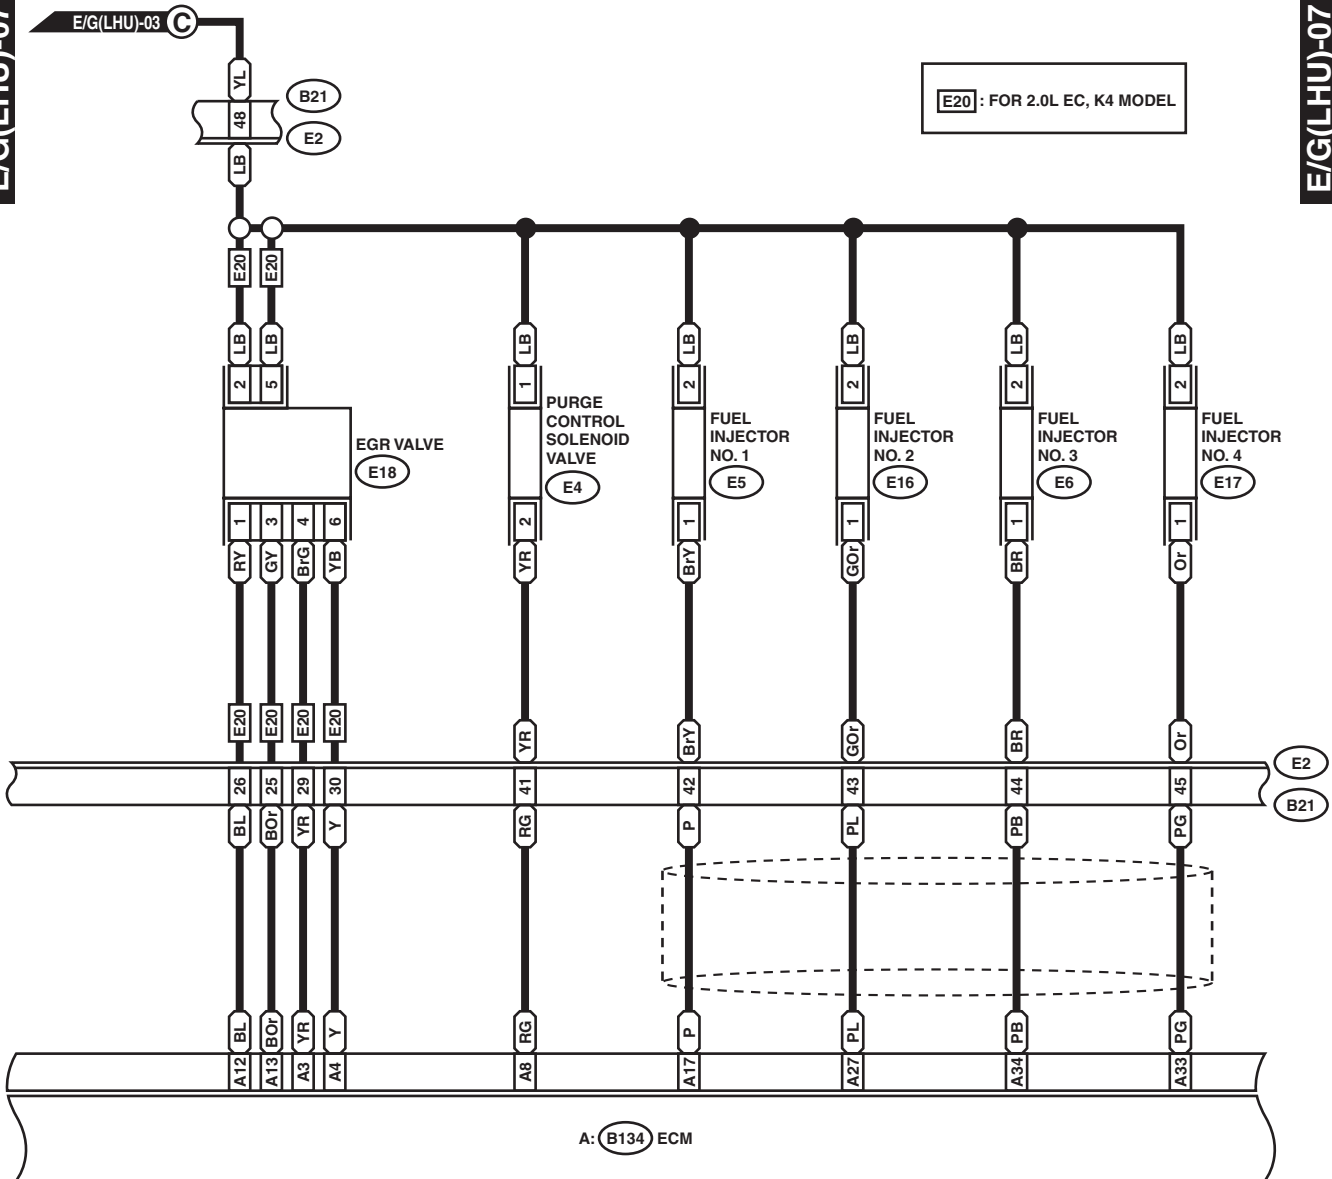 E/G(LHU)-07
E/G(LHU)-03 C
E/G(LHU)-07
YL
B21
48
E2
LB
E20 : FOR 2.0L EC, K4 MODEL
E20 E20
LB LB LB LB LB LB LB
2 5 1 2 2 2 2
EGR VALVE
E18
PURGE
CONTROL
SOLENOID
VALVE
E4
FUEL
INJECTOR
NO. 1
E5
FUEL
INJECTOR
NO. 2
E16
FUEL
INJECTOR
NO. 3
E6
FUEL
INJECTOR
NO. 4
E17
1 3 4 6 2 1 1 1 1
RY GY BrG YB YR BrY GOr BR Or
E20 E20 E20 E20 YR BrY GOr BR Or
E2
26 25 29 30 41 42 43 44 45
B21
BL BOr YR Y RG P PL PB PG
BL BOr YR Y RG P PL PB PG
A12 A13 A3 A4 A8 A17 A27 A34 A33
A: B134 ECM